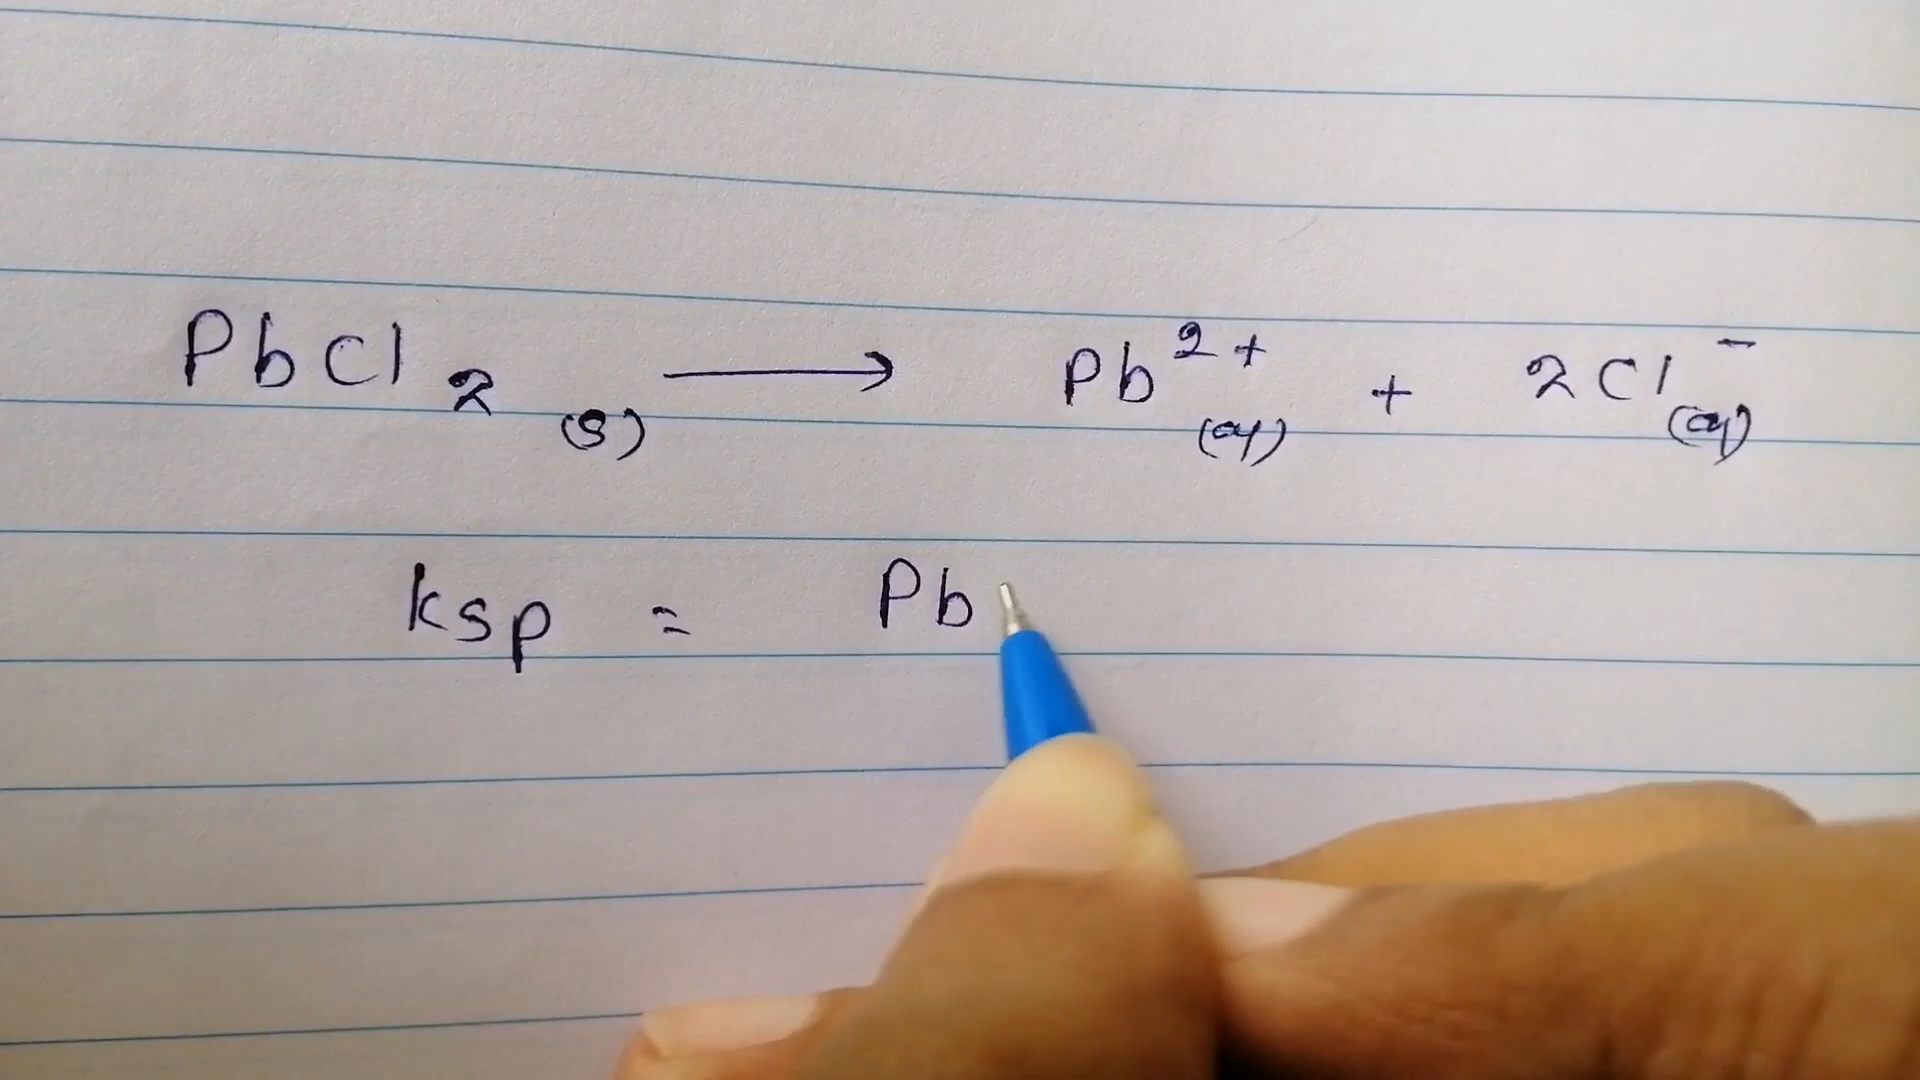 PbCl₂ (s) ⟶ Pb²⁺ (aq) + 2Cl⁻ (aq)
ksp = Pb